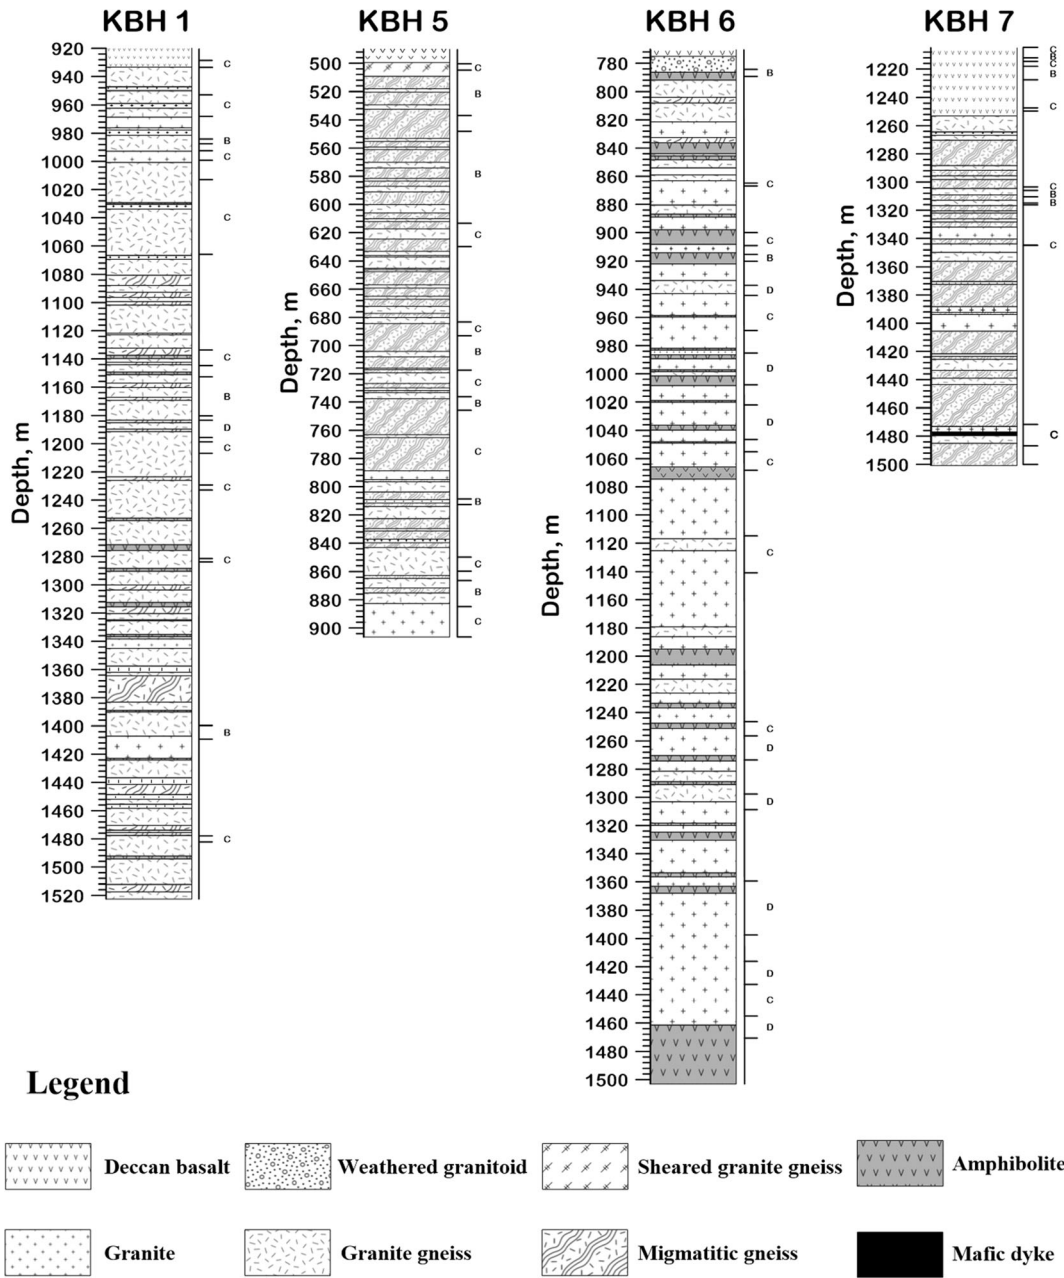 KBH 1
920
940
960
980
1000
1020
1040
1060
1080
1100
1120
1140
1160
1180
1200
1220
1240
1260
1280
1300
1320
1340
1360
1380
1400
1420
1440
1460
1480
1500
1520
Depth, m
C
C
B
C
C
C
B
D
C
C
C
B
C
KBH 5
500
520
540
560
580
600
620
640
660
680
700
720
740
760
780
800
820
840
860
880
900
Depth, m
C
B
B
C
C
B
C
B
C
B
C
B
C
KBH 6
780
800
820
840
860
880
900
920
940
960
980
1000
1020
1040
1060
1080
1100
1120
1140
1160
1180
1200
1220
1240
1260
1280
1300
1320
1340
1360
1380
1400
1420
1440
1460
1480
1500
Depth, m
B
C
C
B
D
C
D
D
C
C
C
D
D
D
D
C
D
KBH 7
1220
1240
1260
1280
1300
1320
1340
1360
1380
1400
1420
1440
1460
1480
1500
Depth, m
C
B
C
B
C
C
B
B
C
C
Legend
Deccan basalt
Weathered granitoid
Sheared granite gneiss
Amphibolite
Granite
Granite gneiss
Migmatitic gneiss
Mafic dyke